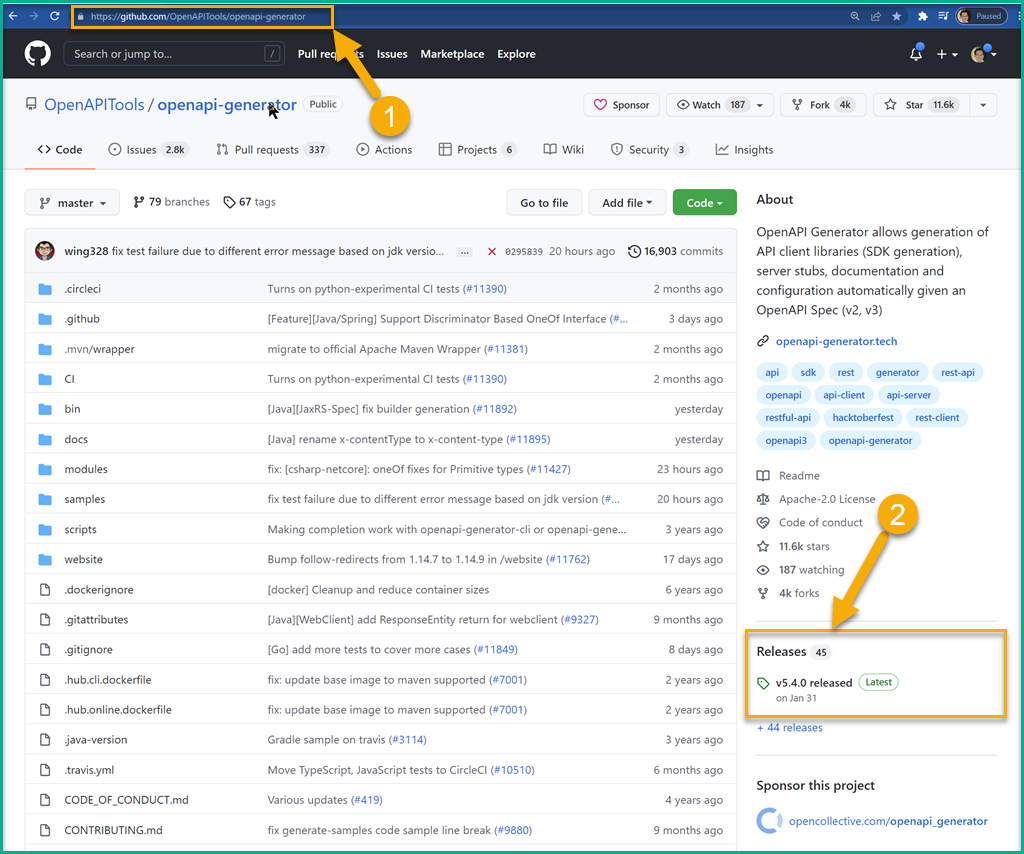 https://github.com/OpenAPITools/openapi-generator
Paused
Search or jump to...
/
Pull requests
Issues
Marketplace
Explore
1
OpenAPITools / openapi-generator
Public
Sponsor
Watch 187
Fork 4k
Star 11.6k
Code
Issues 2.8k
Pull requests 337
Actions
Projects 6
Wiki
Security 3
Insights
master
79 branches
67 tags
Go to file
Add file
Code
wing328 fix test failure due to different error message based on jdk versio... ... 0295839 20 hours ago 16,903 commits
.circleci Turns on python-experimental CI tests (#11390) 2 months ago
.github [Feature][Java/Spring] Support Discriminator Based OneOf Interface (#... 3 days ago
.mvn/wrapper migrate to official Apache Maven Wrapper (#11381) 2 months ago
CI Turns on python-experimental CI tests (#11390) 2 months ago
bin [Java][JaxRS-Spec] fix builder generation (#11892) yesterday
docs [Java] rename x-contentType to x-content-type (#11895) yesterday
modules fix: [csharp-netcore]: oneOf fixes for Primitive types (#11427) 23 hours ago
samples fix test failure due to different error message based on jdk version (#... 20 hours ago
scripts Making completion work with openapi-generator-cli or openapi-gene... 3 years ago
website Bump follow-redirects from 1.14.7 to 1.14.9 in /website (#11762) 17 days ago
.dockerignore [docker] Cleanup and reduce container sizes 6 years ago
.gitattributes [Java][WebClient] add ResponseEntity return for webclient (#9327) 9 months ago
.gitignore [Go] add more tests to cover more cases (#11849) 8 days ago
.hub.cli.dockerfile fix: update base image to maven supported (#7001) 2 years ago
.hub.online.dockerfile fix: update base image to maven supported (#7001) 2 years ago
.java-version Gradle sample on travis (#3114) 3 years ago
.travis.yml Move TypeScript, JavaScript tests to CircleCI (#10510) 6 months ago
CODE_OF_CONDUCT.md Various updates (#419) 4 years ago
CONTRIBUTING.md fix generate-samples code sample line break (#9880) 9 months ago
About
OpenAPI Generator allows generation of
API client libraries (SDK generation),
server stubs, documentation and
configuration automatically given an
OpenAPI Spec (v2, v3)
openapi-generator.tech
api sdk rest generator rest-api
openapi api-client api-server
restful-api hacktoberfest rest-client
openapi3 openapi-generator
Readme
Apache-2.0 License
Code of conduct
11.6k stars
187 watching
4k forks
2
Releases 45
v5.4.0 released Latest
on Jan 31
+ 44 releases
Sponsor this project
opencollective.com/openapi_generator